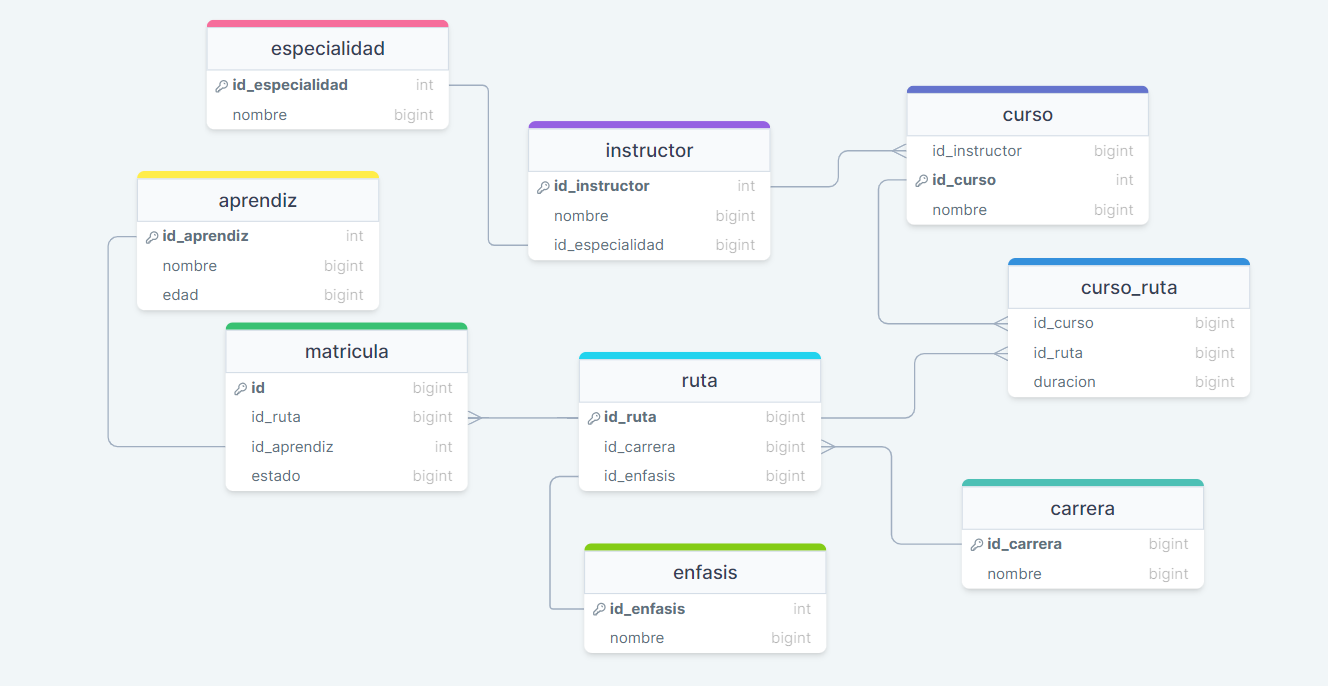 especialidad
id_especialidad int
nombre bigint
aprendiz
id_aprendiz int
nombre bigint
edad bigint
matricula
id bigint
id_ruta bigint
id_aprendiz int
estado bigint
instructor
id_instructor int
nombre bigint
id_especialidad bigint
ruta
id_ruta bigint
id_carrera bigint
id_enfasis bigint
enfasis
id_enfasis int
nombre bigint
curso
id_instructor bigint
id_curso int
nombre bigint
curso_ruta
id_curso bigint
id_ruta bigint
duracion bigint
carrera
id_carrera bigint
nombre bigint